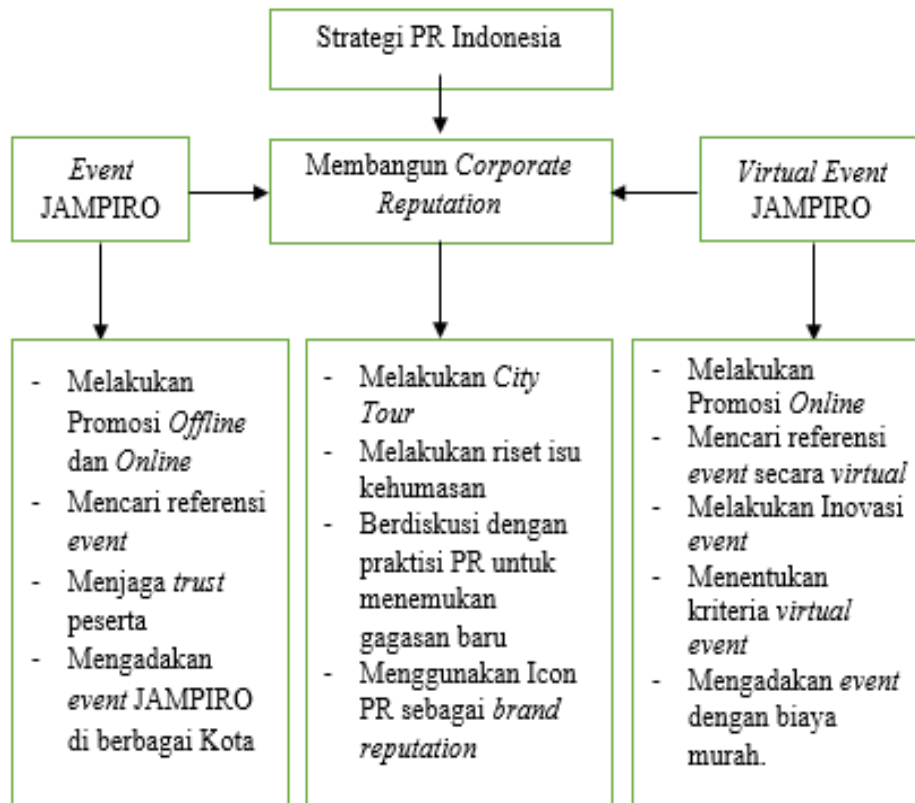 Strategi PR Indonesia
Event
JAMPIRO
Membangun Corporate
Reputation
Virtual Event
JAMPIRO
- Melakukan
Promosi Offline
dan Online
- Mencari referensi
event
- Menjaga trust
peserta
- Mengadakan
event JAMPIRO
di berbagai Kota
- Melakukan City
Tour
- Melakukan riset isu
kehumasan
- Berdiskusi dengan
praktisi PR untuk
menemukan
gagasan baru
- Menggunakan Icon
PR sebagai brand
reputation
- Melakukan
Promosi Online
- Mencari referensi
event secara virtual
- Melakukan Inovasi
event
- Menentukan
kriteria virtual
event
- Mengadakan event
dengan biaya
murah.